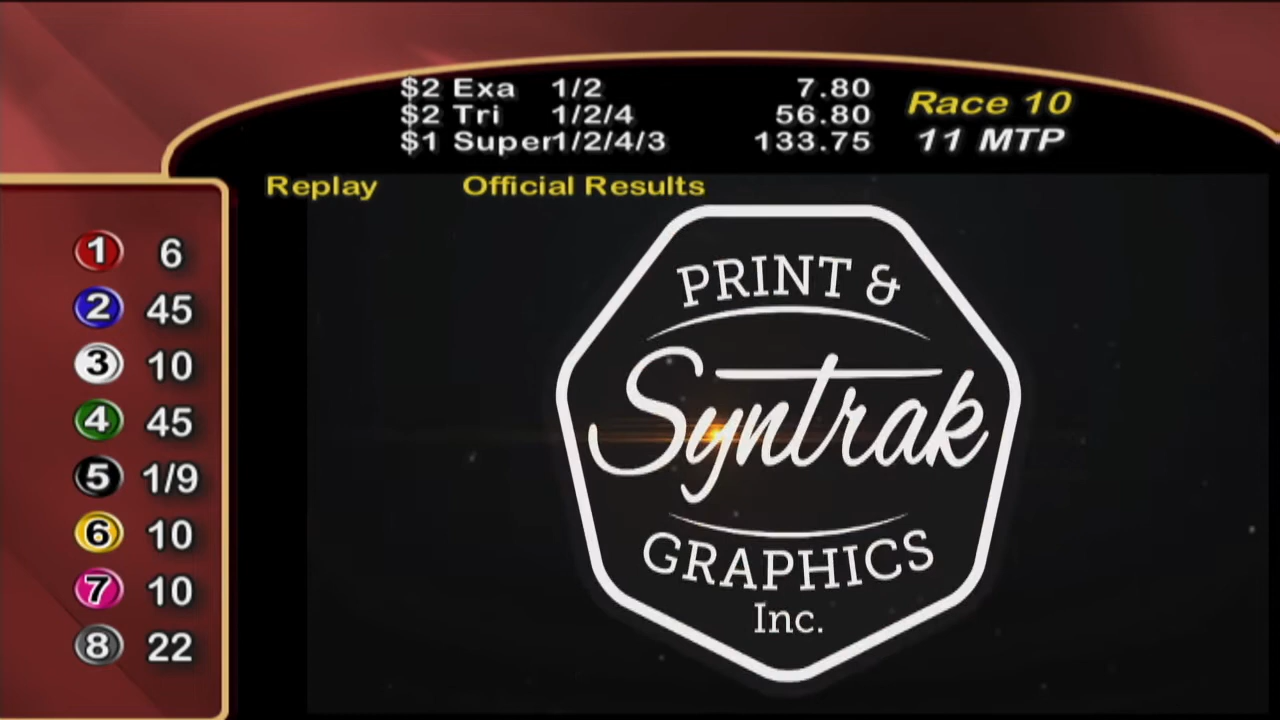 $2 Exa 1/2 7.80
$2 Tri 1/2/4 56.80
$1 Super1/2/4/3 133.75
Race 10
11 MTP
Replay Official Results
1 6
2 45
3 10
4 45
5 1/9
6 10
7 10
8 22
PRINT &
Syntrak
GRAPHICS
Inc.